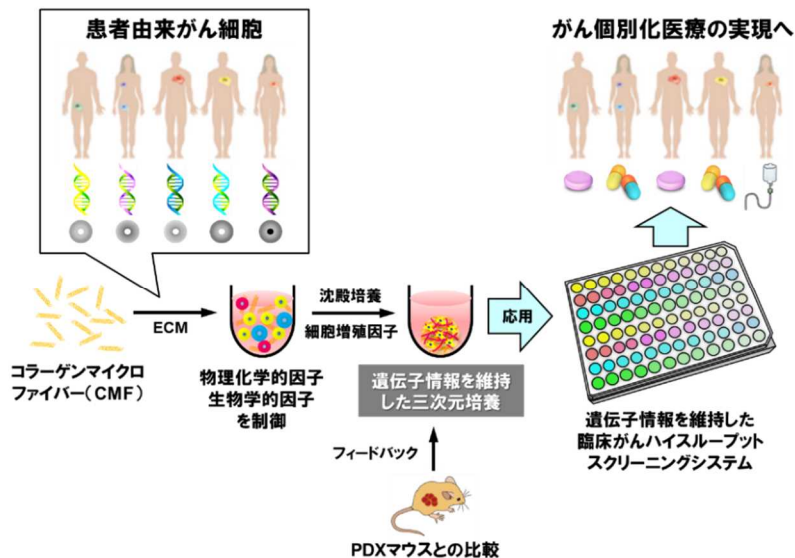 患者由来がん細胞
がん個別化医療の実現へ
コラーゲンマイクロ
ファイバー(CMF)
ECM
物理化学的因子
生物学的因子
を制御
沈殿培養
細胞増殖因子
遺伝子情報を維持
した三次元培養
フィードバック
PDXマウスとの比較
応用
遺伝子情報を維持した
臨床がんハイスループット
スクリーニングシステム